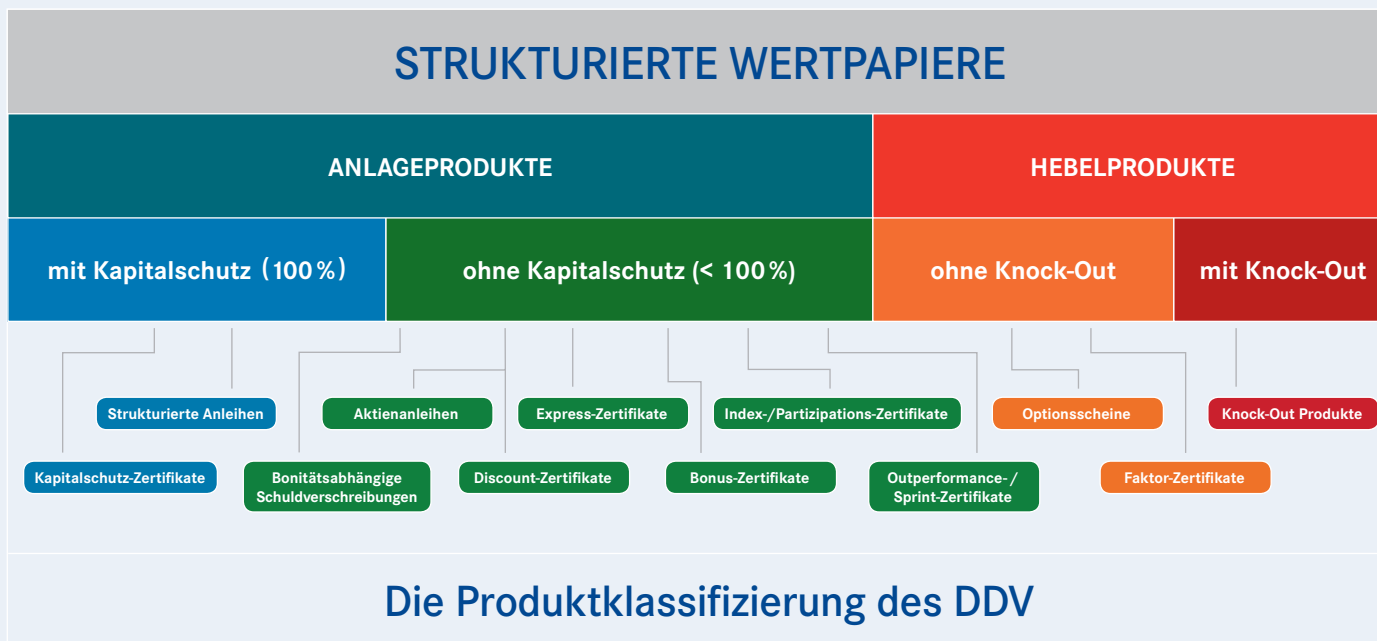 STRUKTURIERTE WERTPAPIERE
ANLAGEPRODUKTE
HEBELPRODUKTE
mit Kapitalschutz (100 %)
ohne Kapitalschutz (< 100 %)
ohne Knock-Out
mit Knock-Out
Strukturierte Anleihen
Aktienanleihen
Express-Zertifikate
Index-/Partizipations-Zertifikate
Optionsscheine
Knock-Out Produkte
Kapitalschutz-Zertifikate
Bonitätsabhängige
Schuldverschreibungen
Discount-Zertifikate
Bonus-Zertifikate
Outperformance-/
Sprint-Zertifikate
Faktor-Zertifikate
Die Produktklassifizierung des DDV